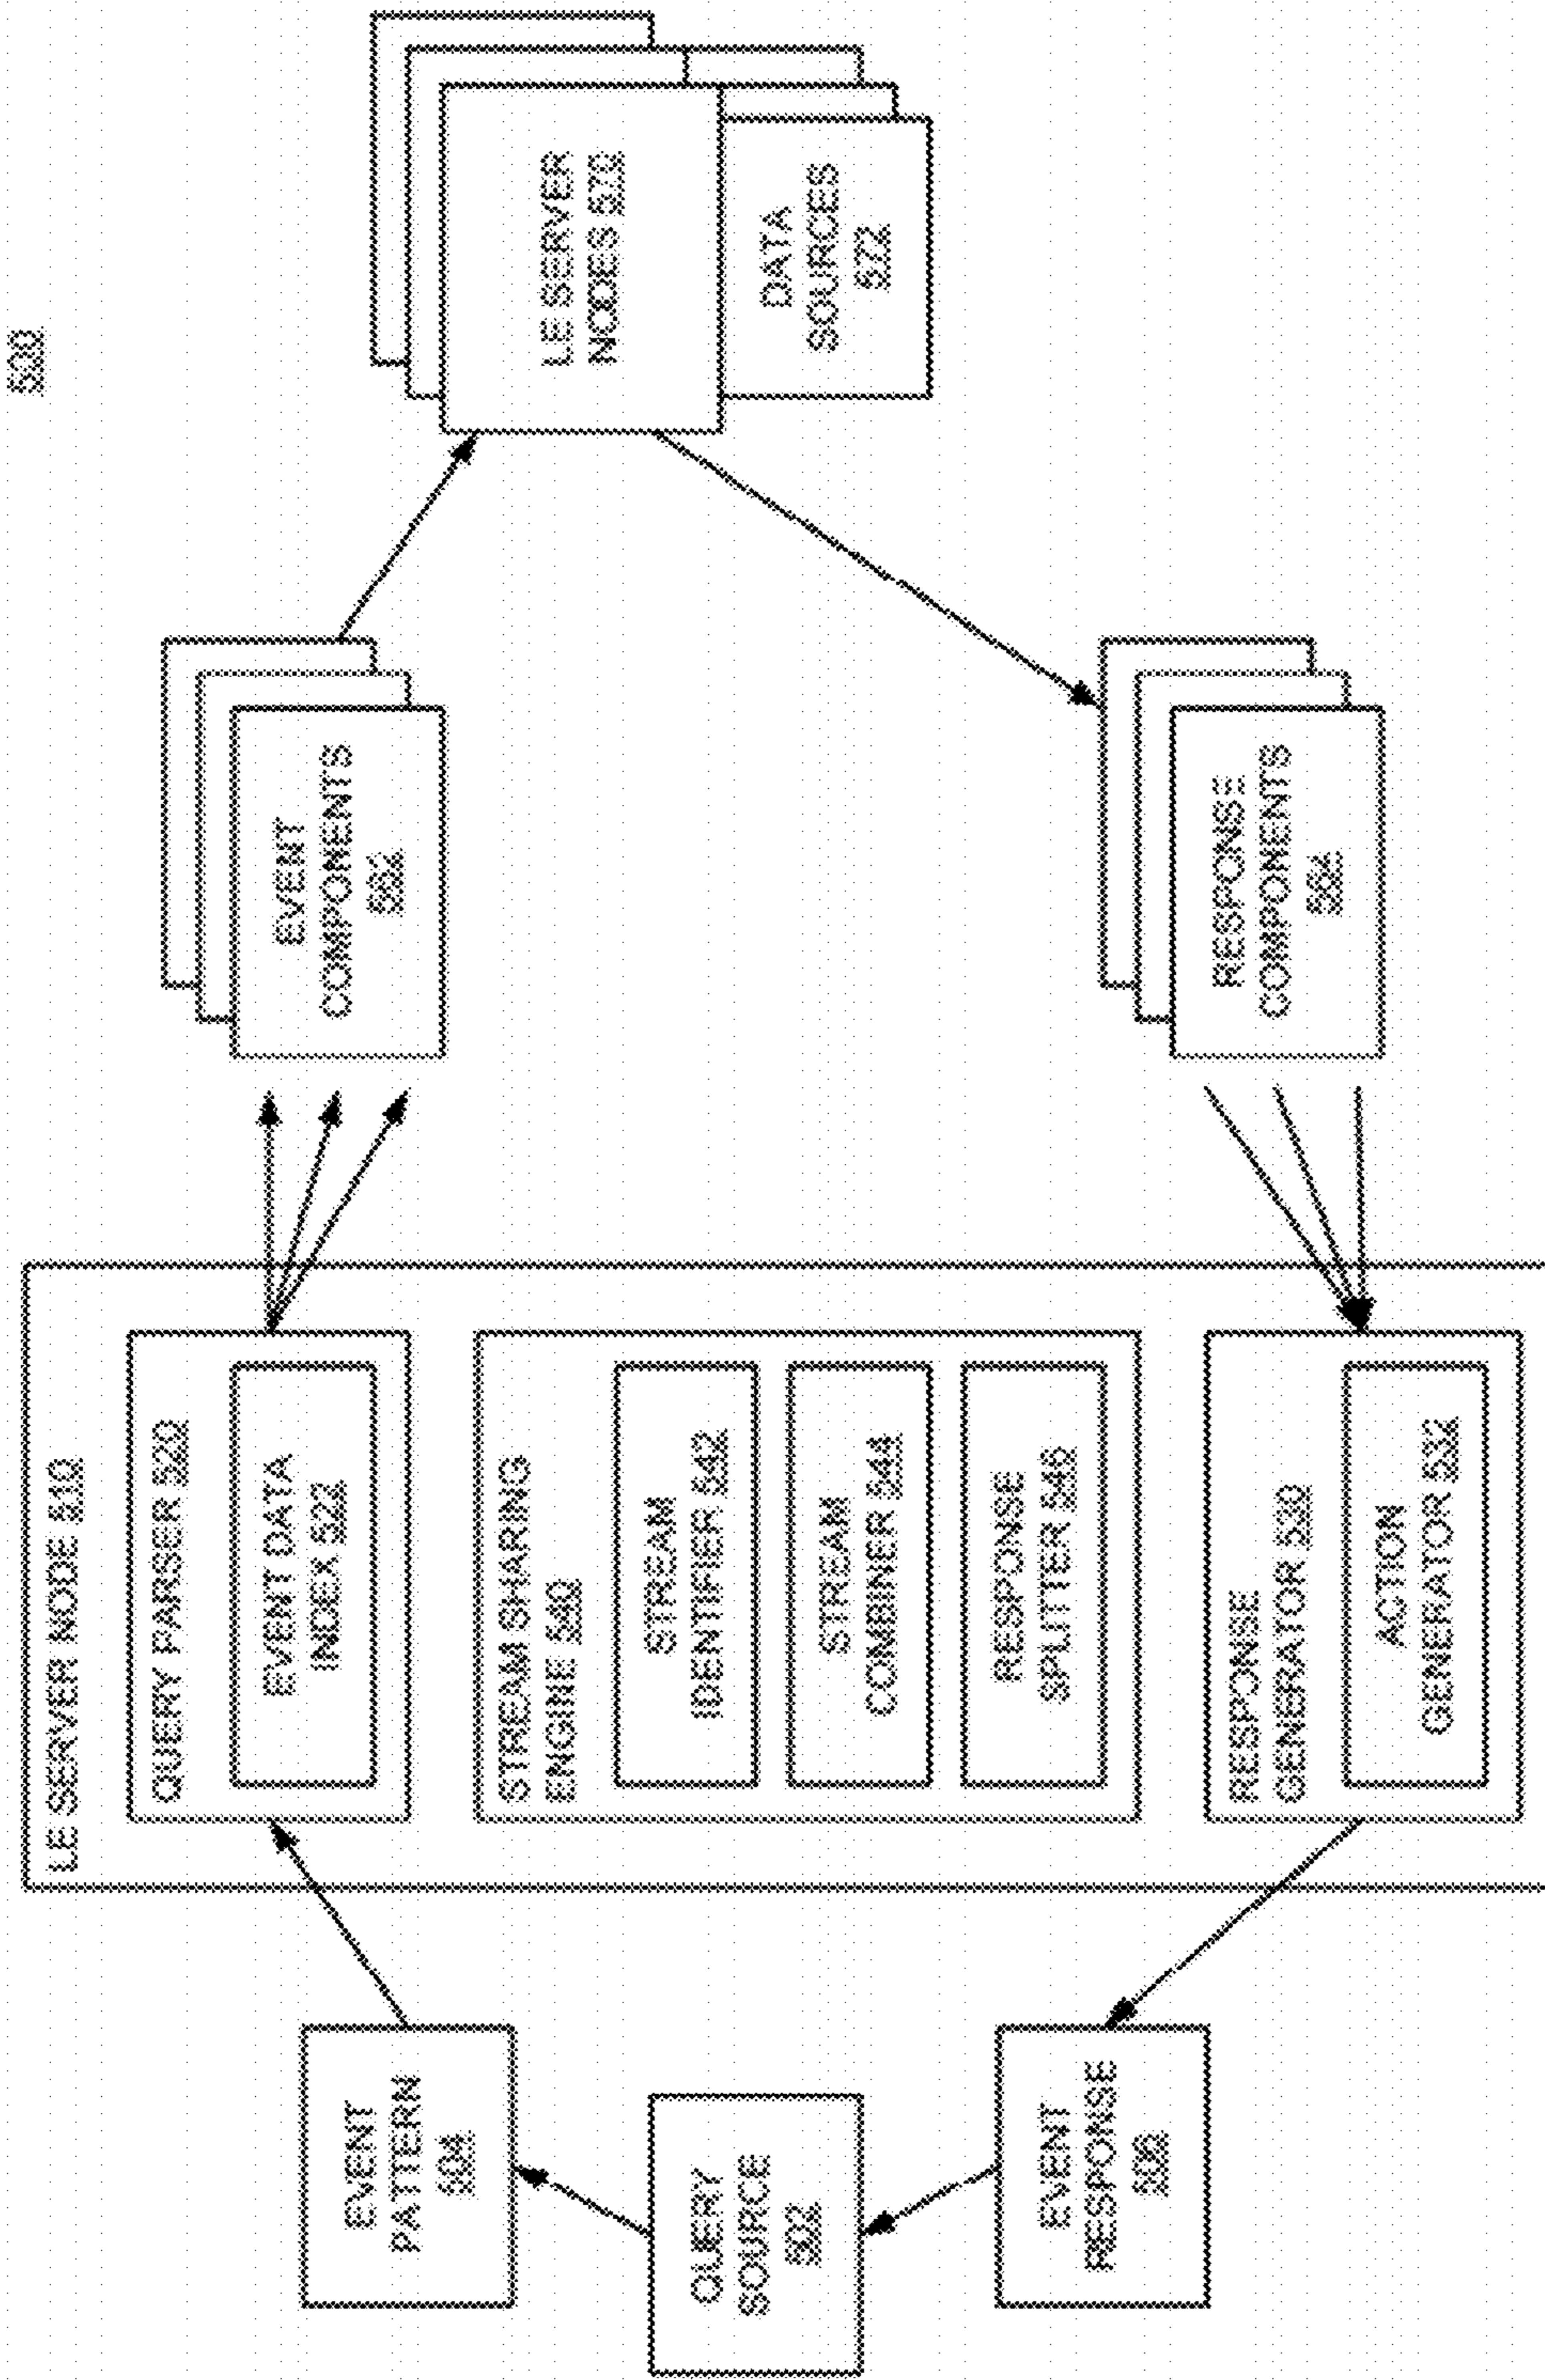 500
LE SERVER NODE 510
QUERY PARSER 520
EVENT DATA
INDEX 522
STREAM SHARING
ENGINE 540
STREAM
IDENTIFIER 542
STREAM
COMBINER 544
RESPONSE
SPLITTER 546
RESPONSE
GENERATOR 530
ACTION
GENERATOR 532
EVENT
PATTERN
504
QUERY
SOURCE
502
EVENT
RESPONSE
506
EVENT
COMPONENTS
562
RESPONSE
COMPONENTS
564
LE SERVER
NODES 570
DATA
SOURCES
572